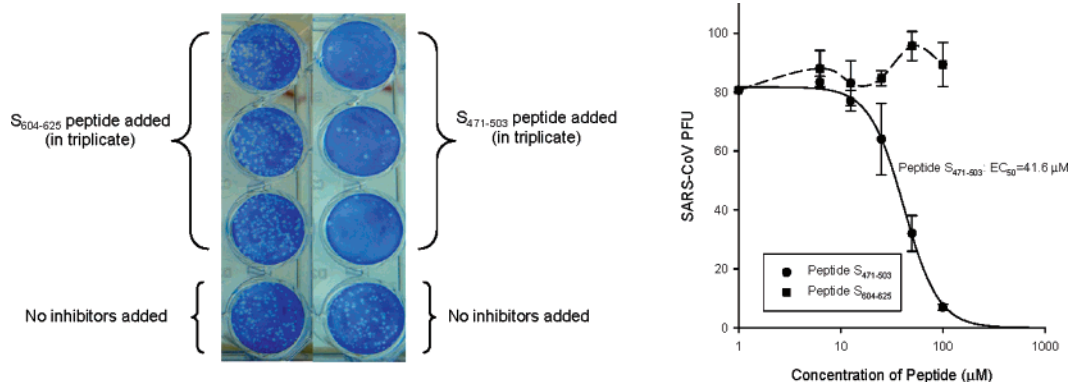 S604-625 peptide added
(in triplicate)
S471-503 peptide added
(in triplicate)
No inhibitors added
No inhibitors added
100
80
60
40
20
0
SARS-CoV PFU
Peptide S471-503: EC50=41.6 µM
Peptide S471-503
Peptide S604-625
1
10
100
1000
Concentration of Peptide (µM)